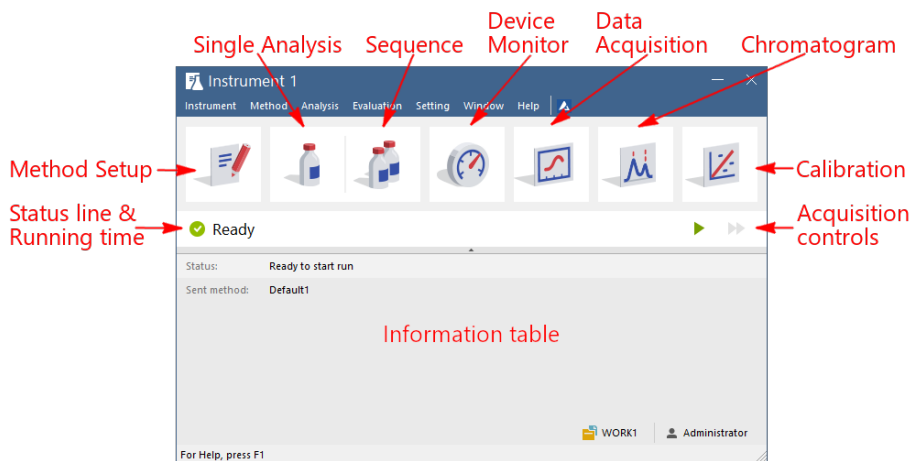 Device
Monitor
Data
Acquisition
Single Analysis
Sequence
Chromatogram
Instrument 1
Instrument Method Analysis Evaluation Setting Window Help
Method Setup
Calibration
Status line &
Running time
Ready
Acquisition
controls
Status: Ready to start run
Sent method: Default1
Information table
WORK1 Administrator
For Help, press F1